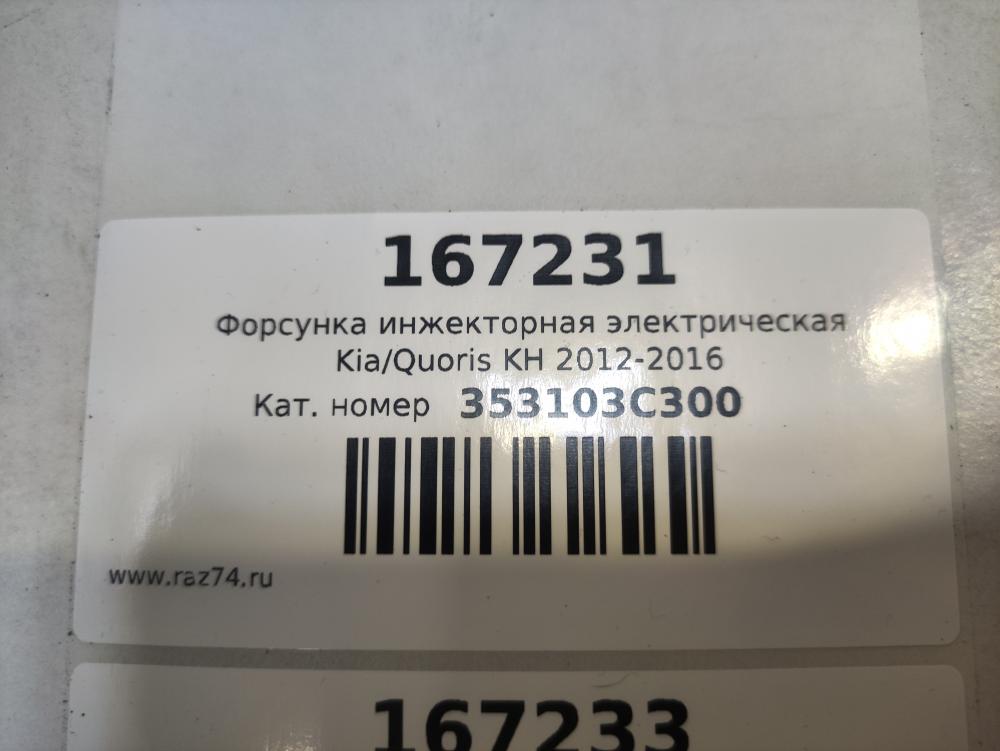 167231
Форсунка инжекторная электрическая
Kia/Quoris KH 2012-2016
Кат. номер 353103C300
www.raz74.ru
167233